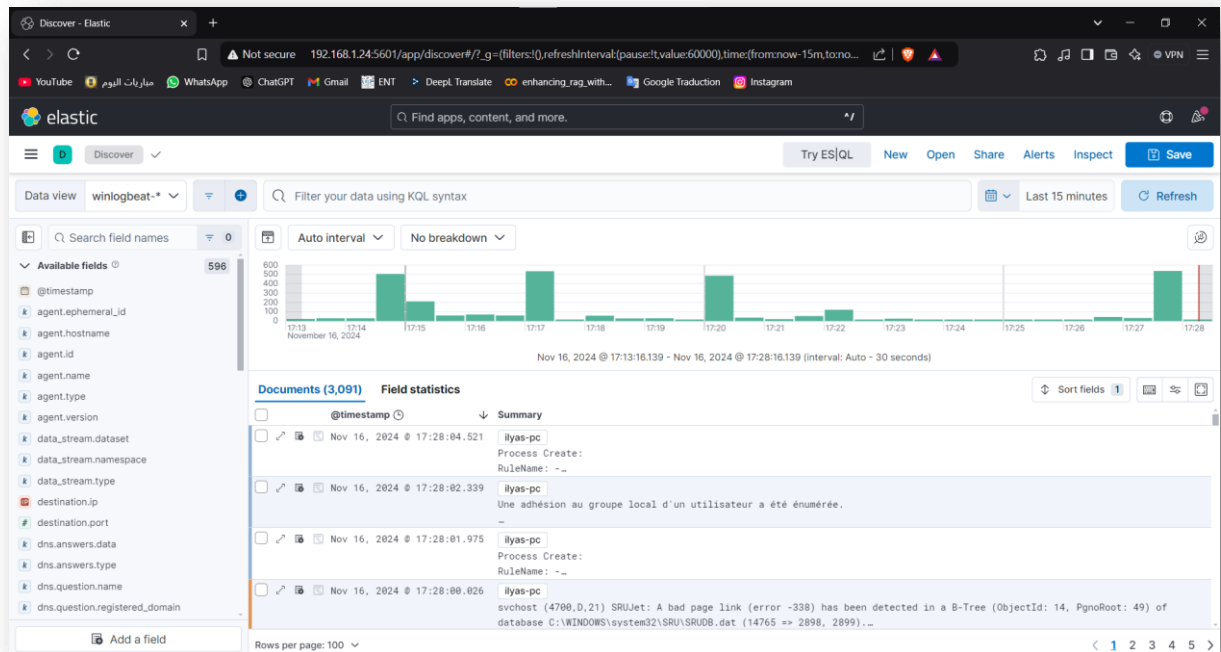 Discover - Elastic
Not secure 192.168.1.24:5601/app/discover#/?_g=(filters:!(),refreshInterval:(pause:!t,value:60000),time:(from:now-15m,to:no...
VPN
YouTube
مباريات اليوم
WhatsApp
ChatGPT
Gmail
ENT
DeepL Translate
enhancing_rag_with...
Google Traduction
Instagram
elastic
Find apps, content, and more.
^/
D
Discover
Try ES|QL
New
Open
Share
Alerts
Inspect
Save
Data view winlogbeat-*
Filter your data using KQL syntax
Last 15 minutes
Refresh
Search field names
0
Auto interval
No breakdown
Available fields 596
@timestamp
agent.ephemeral_id
agent.hostname
agent.id
agent.name
agent.type
agent.version
data_stream.dataset
data_stream.namespace
data_stream.type
destination.ip
destination.port
dns.answers.data
dns.answers.type
dns.question.name
dns.question.registered_domain
Add a field
600
500
400
300
200
100
0
17:13 17:14 17:15 17:16 17:17 17:18 17:19 17:20 17:21 17:22 17:23 17:24 17:25 17:26 17:27 17:28
November 16, 2024
Nov 16, 2024 @ 17:13:16.139 - Nov 16, 2024 @ 17:28:16.139 (interval: Auto - 30 seconds)
Documents (3,091)
Field statistics
Sort fields 1
@timestamp
Summary
Nov 16, 2024 @ 17:28:04.521 ilyas-pc
Process Create:
RuleName: -…
Nov 16, 2024 @ 17:28:02.339 ilyas-pc
Une adhésion au groupe local d'un utilisateur a été énumérée.
…
Nov 16, 2024 @ 17:28:01.975 ilyas-pc
Process Create:
RuleName: -…
Nov 16, 2024 @ 17:28:00.026 ilyas-pc
svchost (4700,D,21) SRUJet: A bad page link (error -338) has been detected in a B-Tree (ObjectId: 14, PgnoRoot: 49) of
database C:\WINDOWS\system32\SRU\SRUDB.dat (14765 => 2898, 2899).…
Rows per page: 100
1 2 3 4 5